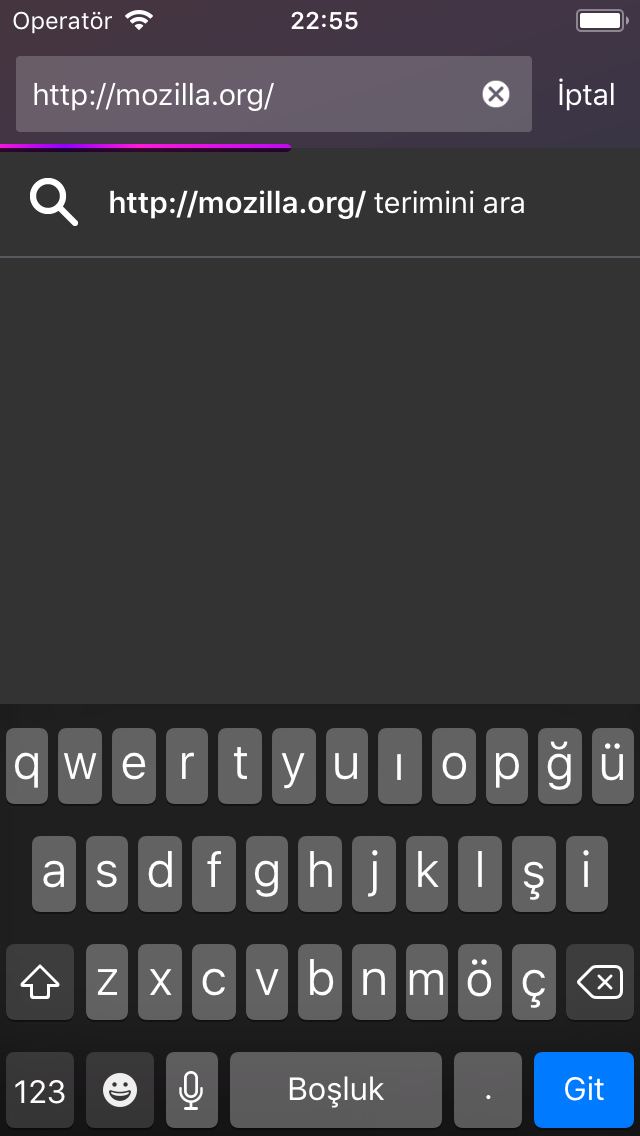 Operatör 22:55
http://mozilla.org/ İptal
http://mozilla.org/ terimini ara
q w e r t y u ı o p ğ ü
a s d f g h j k l ş i
z x c v b n m ö ç
123 Boşluk . Git